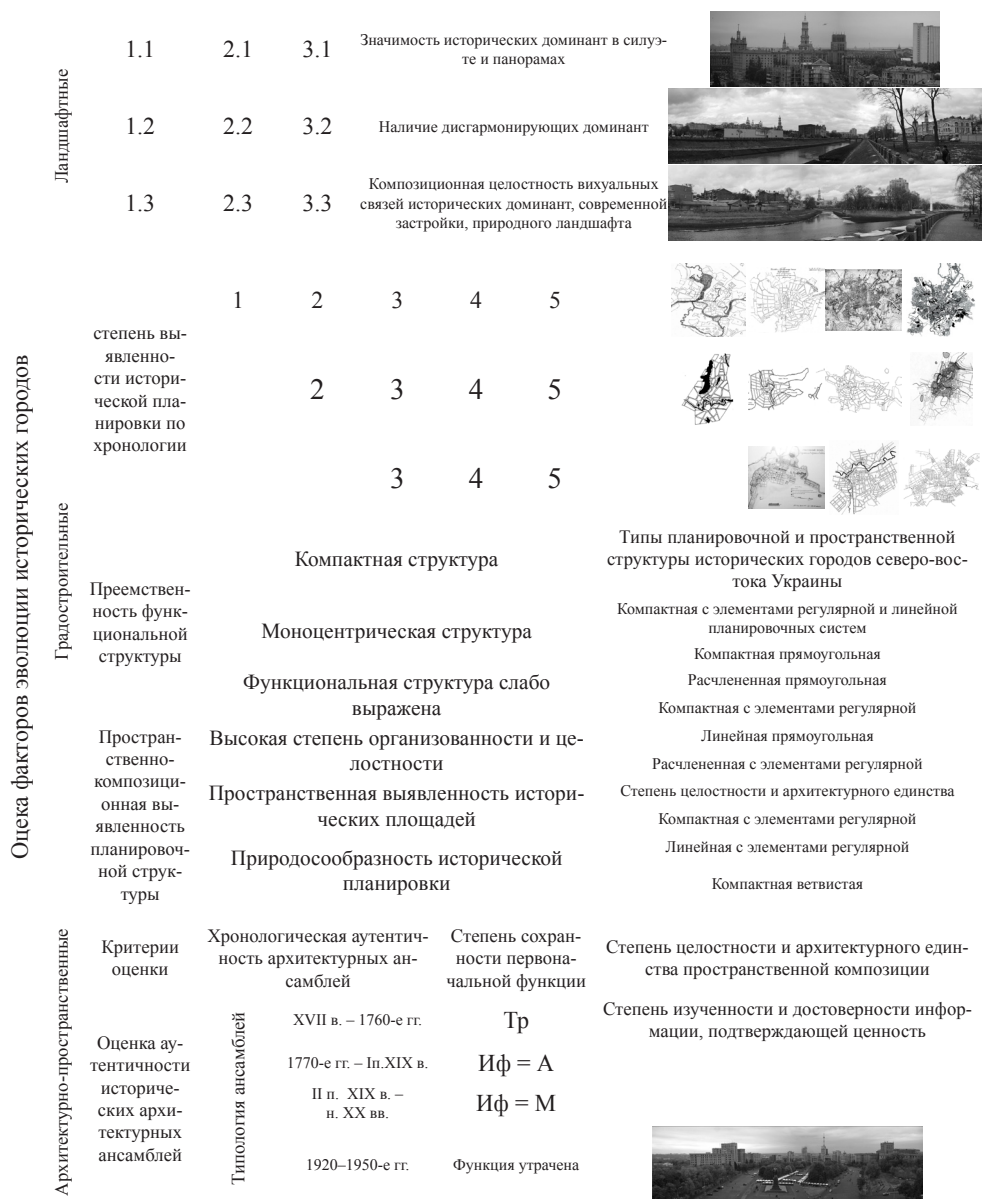 Оцека факторов эволюции исторических городов
Ландшафтные
1.1 2.1 3.1
Значимость исторических доминант в силуэ-
те и панорамах
1.2 2.2 3.2
Наличие дисгармонирующих доминант
1.3 2.3 3.3
Композиционная целостность вихуальных
связей исторических доминант, современной
застройки, природного ландшафта
Градостроительные
степень вы-
явленно-
сти истори-
ческой пла-
нировки по
хронологии
1 2 3 4 5
2 3 4 5
3 4 5
Преемствен-
ность функ-
циональной
структуры
Компактная структура
Моноцентрическая структура
Функциональная структура слабо
выражена
Типы планировочной и пространственной
структуры исторических городов северо-вос-
тока Украины
Компактная с элементами регулярной и линейной
планировочных систем
Компактная прямоугольная
Расчлененная прямоугольная
Компактная с элементами регулярной
Простран-
ственно-
композици-
онная вы-
явленность
планировоч-
ной струк-
туры
Высокая степень организованности и це-
лостности
Пространственная выявленность истори-
ческих площадей
Природосообразность исторической
планировки
Линейная прямоугольная
Расчлененная с элементами регулярной
Степень целостности и архитектурного единства
Компактная с элементами регулярной
Линейная с элементами регулярной
Компактная ветвистая
Архитектурно-пространственные
Критерии
оценки
Хронологическая аутентич-
ность архитектурных ан-
самблей
Степень сохран-
ности первона-
чальной функции
Степень целостности и архитектурного един-
ства пространственной композиции
Оценка ау-
тентичности
историче-
ских архи-
тектурных
ансамблей
Типология ансамблей
XVII в. – 1760-е гг.
Тр
1770-е гг. – Iп.XIX в.
Иф = А
II п. XIX в. –
н. XX вв.
Иф = М
1920–1950-е гг.
Функция утрачена
Степень изученности и достоверности инфор-
мации, подтверждающей ценность